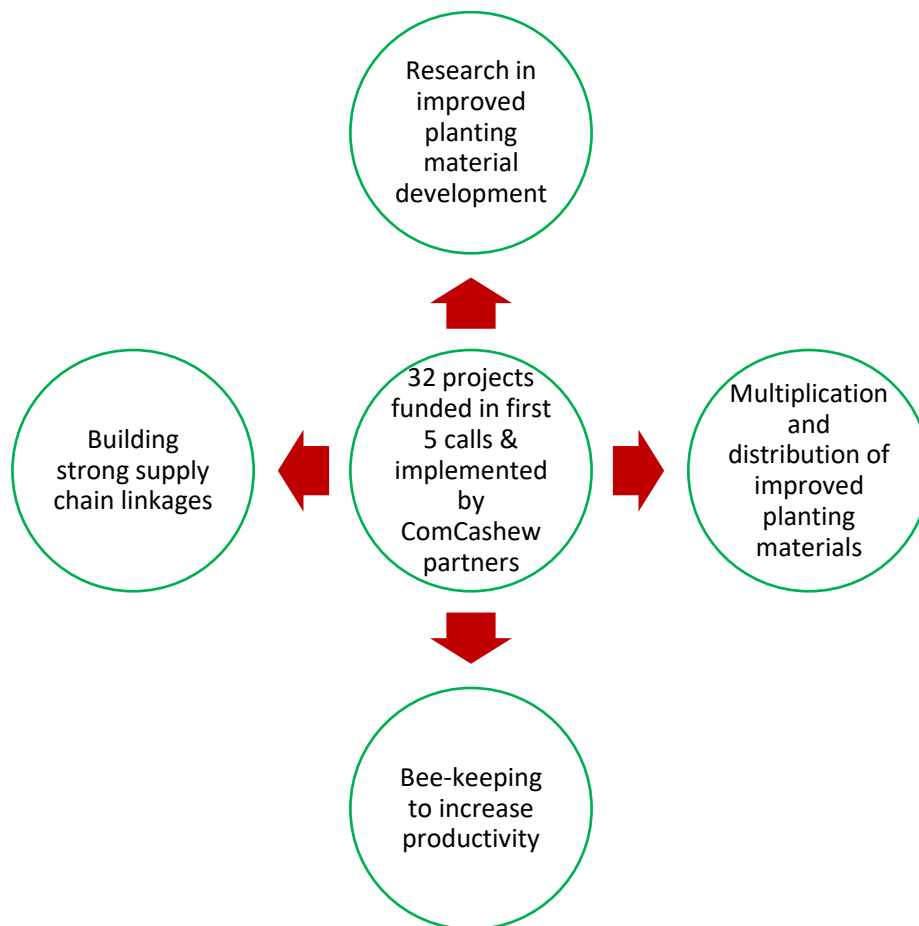 Research in
improved
planting
material
development
Building
strong supply
chain linkages
32 projects
funded in first
5 calls &
implemented
by
ComCashew
partners
Multiplication
and
distribution of
improved
planting
materials
Bee-keeping
to increase
productivity